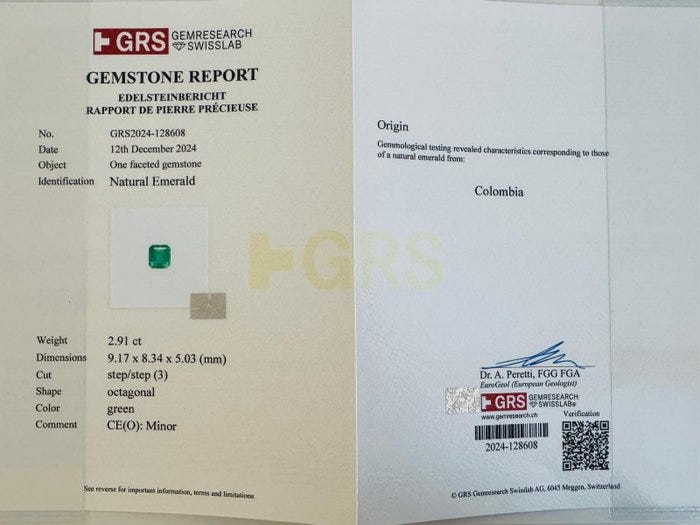 GRS GEMRESEARCH
SWISSLAB
GEMSTONE REPORT
EDELSTEINBERICHT
RAPPORT DE PIERRE PRÉCIEUSE
No. GRS2024-128608
Date 12th December 2024
Object One faceted gemstone
Identification Natural Emerald
Weight 2.91 ct
Dimensions 9.17 x 8.34 x 5.03 (mm)
Cut step/step (3)
Shape octagonal
Color green
Comment CE(O): Minor
See reverse for important information, terms and limitations
GRS
Origin
Gemmological testing revealed characteristics corresponding to those
of a natural emerald from:
Colombia
Dr. A. Peretti, FGG FGA
EuroGeol (European Geologist)
GRS GEMRESEARCH
SWISSLAB®
www.gemresearch.ch
Verification
2024-128608
© GRS Gemresearch Swisslab AG, 6045 Meggen, Switzerland